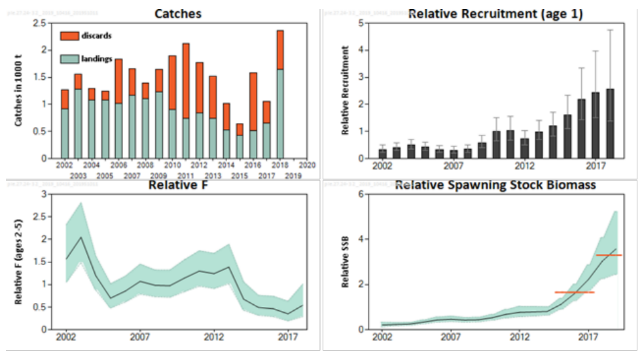 Catches
Catches in 1000 t
2.5
2
1.5
1
0.5
0
discards
landings
2002 2004 2006 2008 2010 2012 2014 2016 2018 2020
2003 2005 2007 2009 2011 2013 2015 2017 2019
Relative Recruitment (age 1)
Relative Recruitment
5
4
3
2
1
0
2002 2007 2012 2017
Relative F
Relative F (ages 2-5)
3
2.5
2
1.5
1
0.5
0
2002 2007 2012 2017
Relative Spawning Stock Biomass
Relative SSB
6
4
2
0
2002 2007 2012 2017